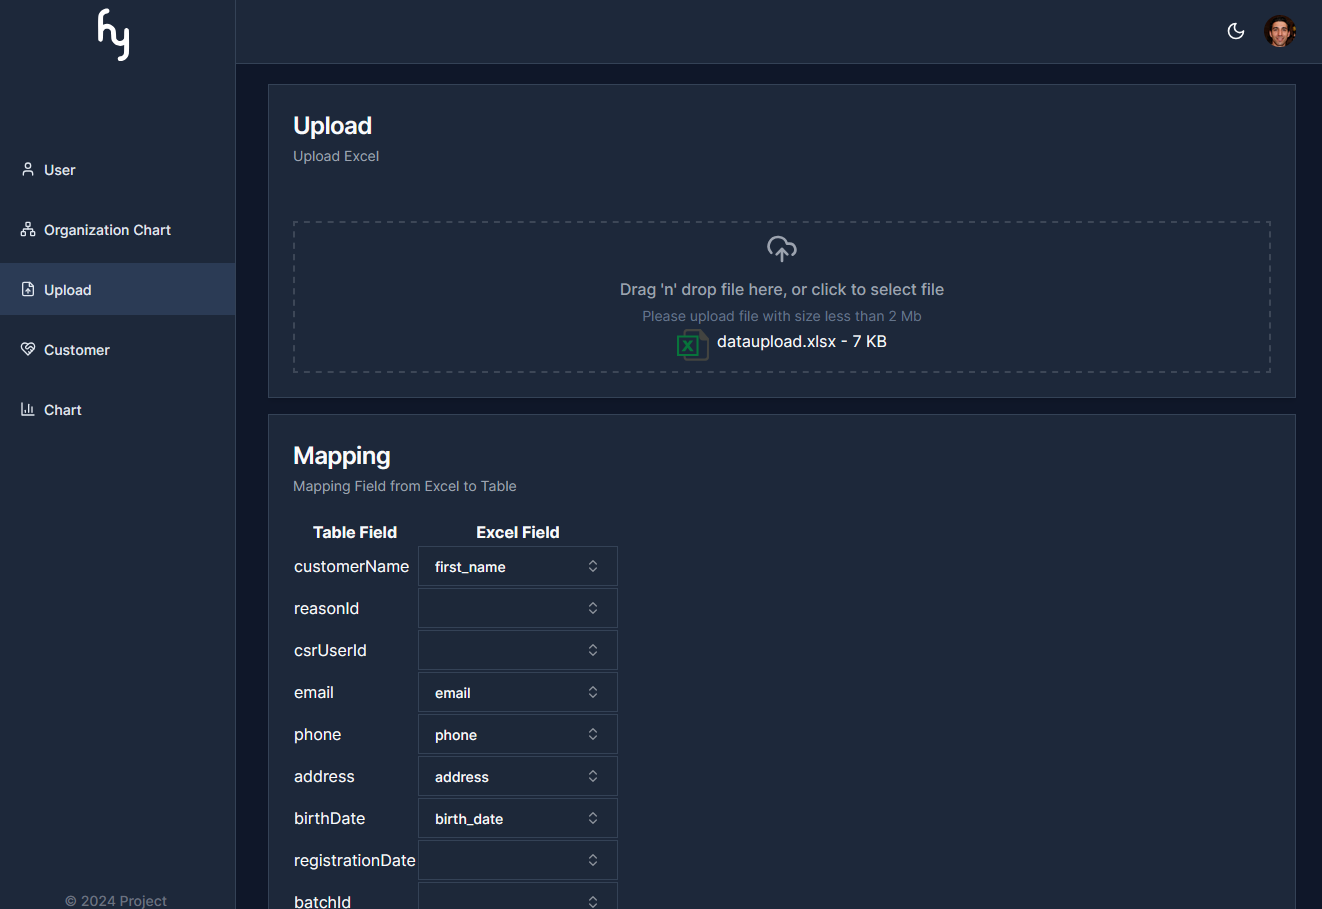 hy
User
Organization Chart
Upload
Customer
Chart
© 2024 Project
Upload
Upload Excel
Drag 'n' drop file here, or click to select file
Please upload file with size less than 2 Mb
dataupload.xlsx - 7 KB
Mapping
Mapping Field from Excel to Table
Table Field Excel Field
customerName first_name
reasonId
csrUserId
email email
phone phone
address address
birthDate birth_date
registrationDate
batchId